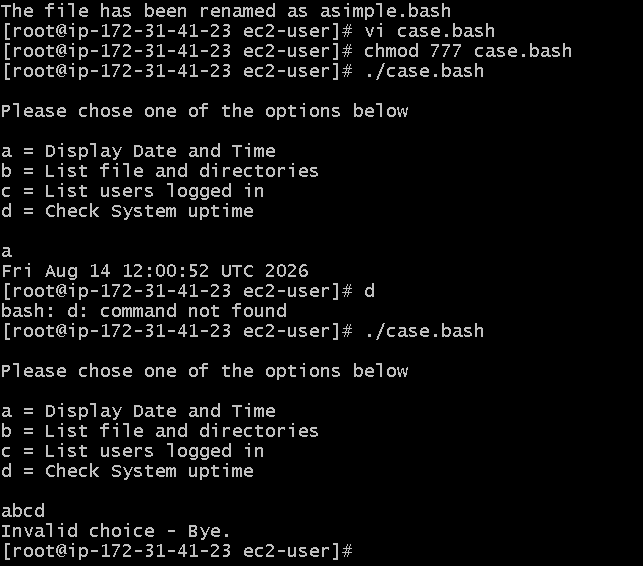 The file has been renamed as asimple.bash
[root@ip-172-31-41-23 ec2-user]# vi case.bash
[root@ip-172-31-41-23 ec2-user]# chmod 777 case.bash
[root@ip-172-31-41-23 ec2-user]# ./case.bash
Please chose one of the options below
a = Display Date and Time
b = List file and directories
c = List users logged in
d = Check System uptime
a
Fri Aug 14 12:00:52 UTC 2026
[root@ip-172-31-41-23 ec2-user]# d
bash: d: command not found
[root@ip-172-31-41-23 ec2-user]# ./case.bash
Please chose one of the options below
a = Display Date and Time
b = List file and directories
c = List users logged in
d = Check System uptime
abcd
Invalid choice - Bye.
[root@ip-172-31-41-23 ec2-user]#